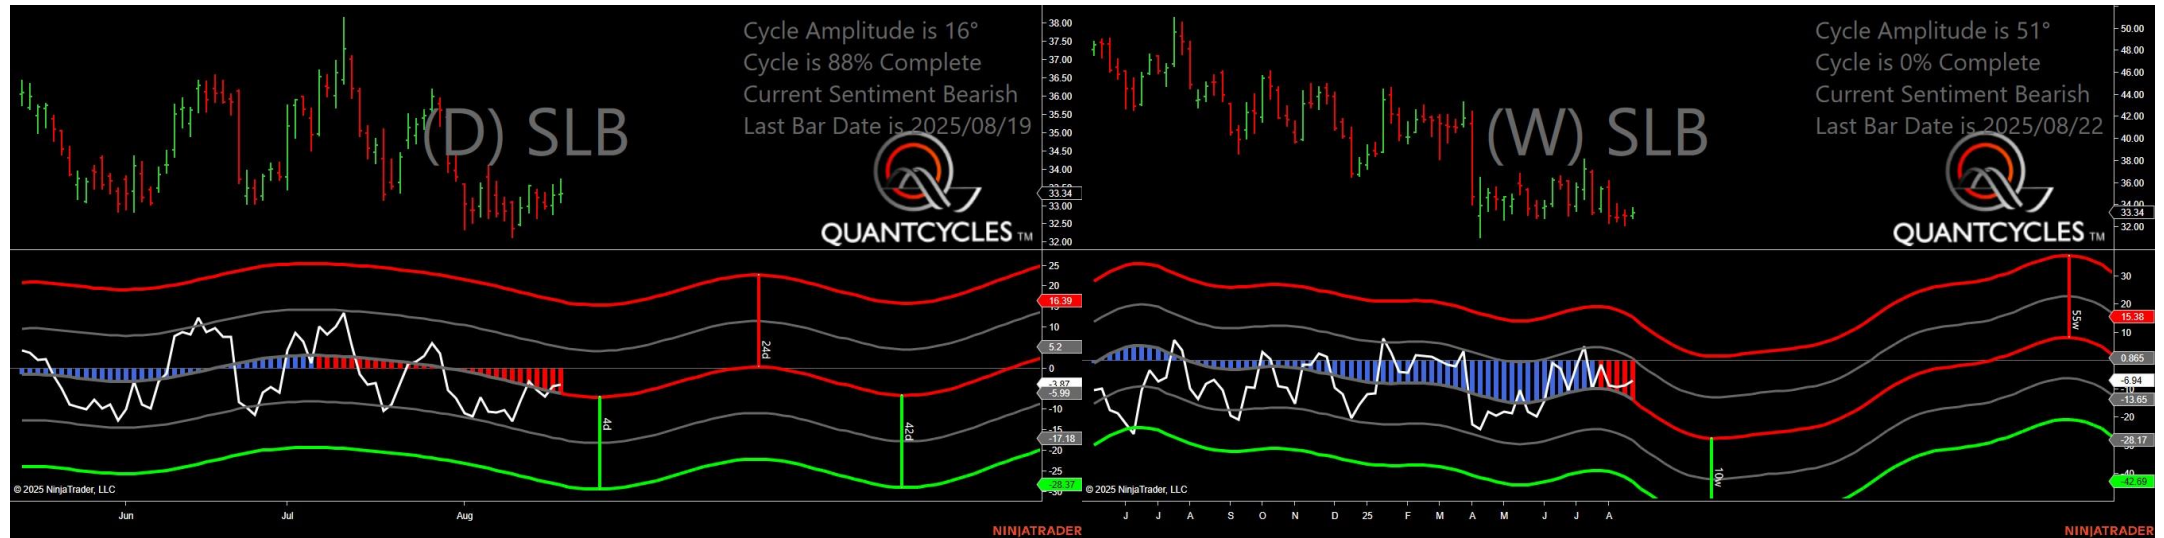 Cycle Amplitude is 16°
Cycle is 88% Complete
Current Sentiment Bearish
Last Bar Date is 2025/08/19
(D) SLB
QUANTCYCLES TM
38.00
37.50
37.00
36.50
36.00
35.50
35.00
34.50
34.00
33.34
33.00
32.50
32.00
25
20
16.39
10
5.2
0
-3.87
-5.99
-10
-17.18
-20
-25
-28.37
-30
24d
4d
42d
© 2025 NinjaTrader, LLC
Jun
Jul
Aug
NINJATRADER
Cycle Amplitude is 51°
Cycle is 0% Complete
Current Sentiment Bearish
Last Bar Date is 2025/08/22
(W) SLB
QUANTCYCLES TM
50.00
48.00
46.00
44.00
42.00
40.00
38.00
36.00
34.00
33.34
32.00
30
20
15.38
10
0.865
-6.94
-10
-13.65
-20
-28.17
-40
-42.69
55w
10w
© 2025 NinjaTrader, LLC
J
J
A
S
O
N
D
25
F
M
A
M
J
J
A
NINJATRADER